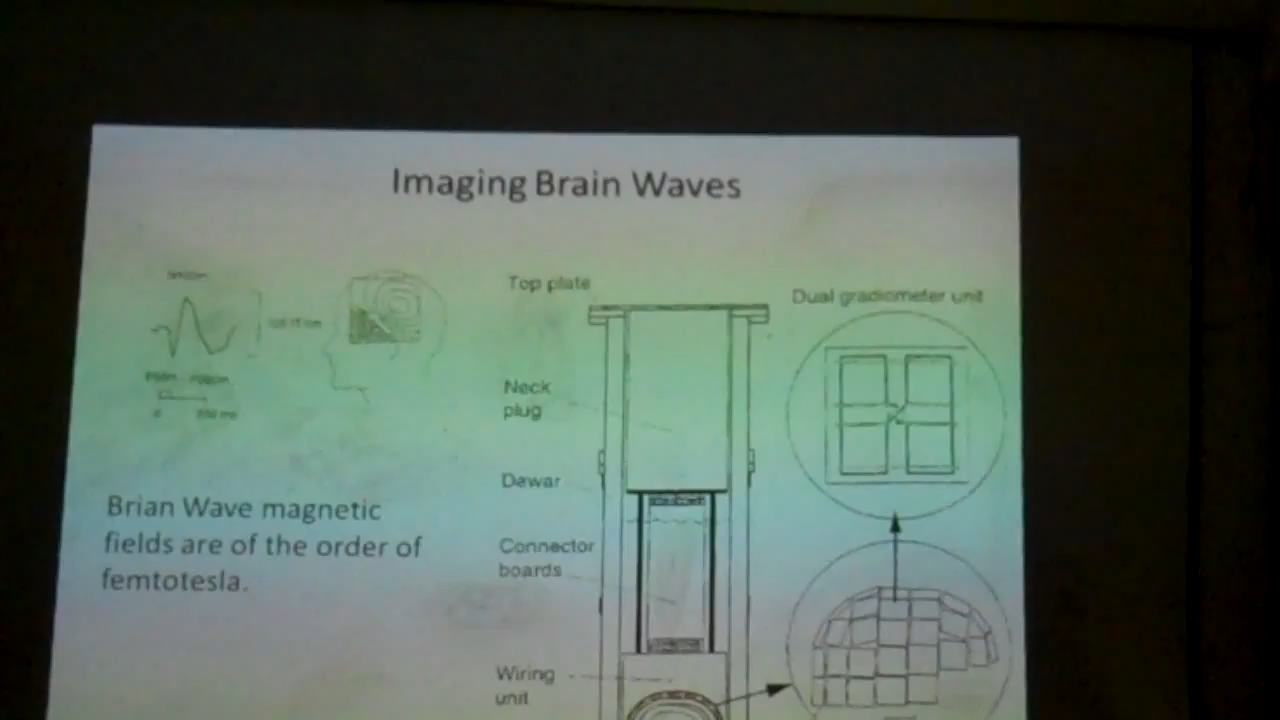 Imaging Brain Waves
Top plate
Dual gradiometer unit
Neck
plug
Dewar
Brian Wave magnetic
fields are of the order of
femtotesla.
Connector
boards
Wiring
unit